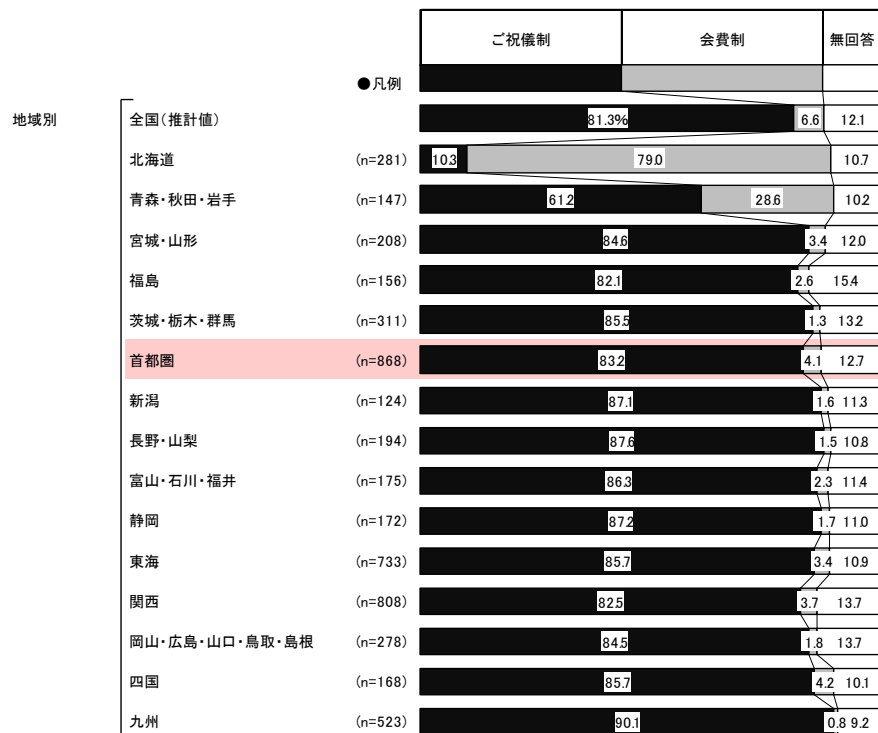 ご祝儀制 会費制 無回答
●凡例
地域別 全国(推計値) 81.3% 6.6 12.1
北海道 (n=281) 10.3 79.0 10.7
青森・秋田・岩手 (n=147) 61.2 28.6 10.2
宮城・山形 (n=208) 84.6 3.4 12.0
福島 (n=156) 82.1 2.6 15.4
茨城・栃木・群馬 (n=311) 85.5 1.3 13.2
首都圏 (n=868) 83.2 4.1 12.7
新潟 (n=124) 87.1 1.6 11.3
長野・山梨 (n=194) 87.6 1.5 10.8
富山・石川・福井 (n=175) 86.3 2.3 11.4
静岡 (n=172) 87.2 1.7 11.0
東海 (n=733) 85.7 3.4 10.9
関西 (n=808) 82.5 3.7 13.7
岡山・広島・山口・鳥取・島根 (n=278) 84.5 1.8 13.7
四国 (n=168) 85.7 4.2 10.1
九州 (n=523) 90.1 0.8 9.2